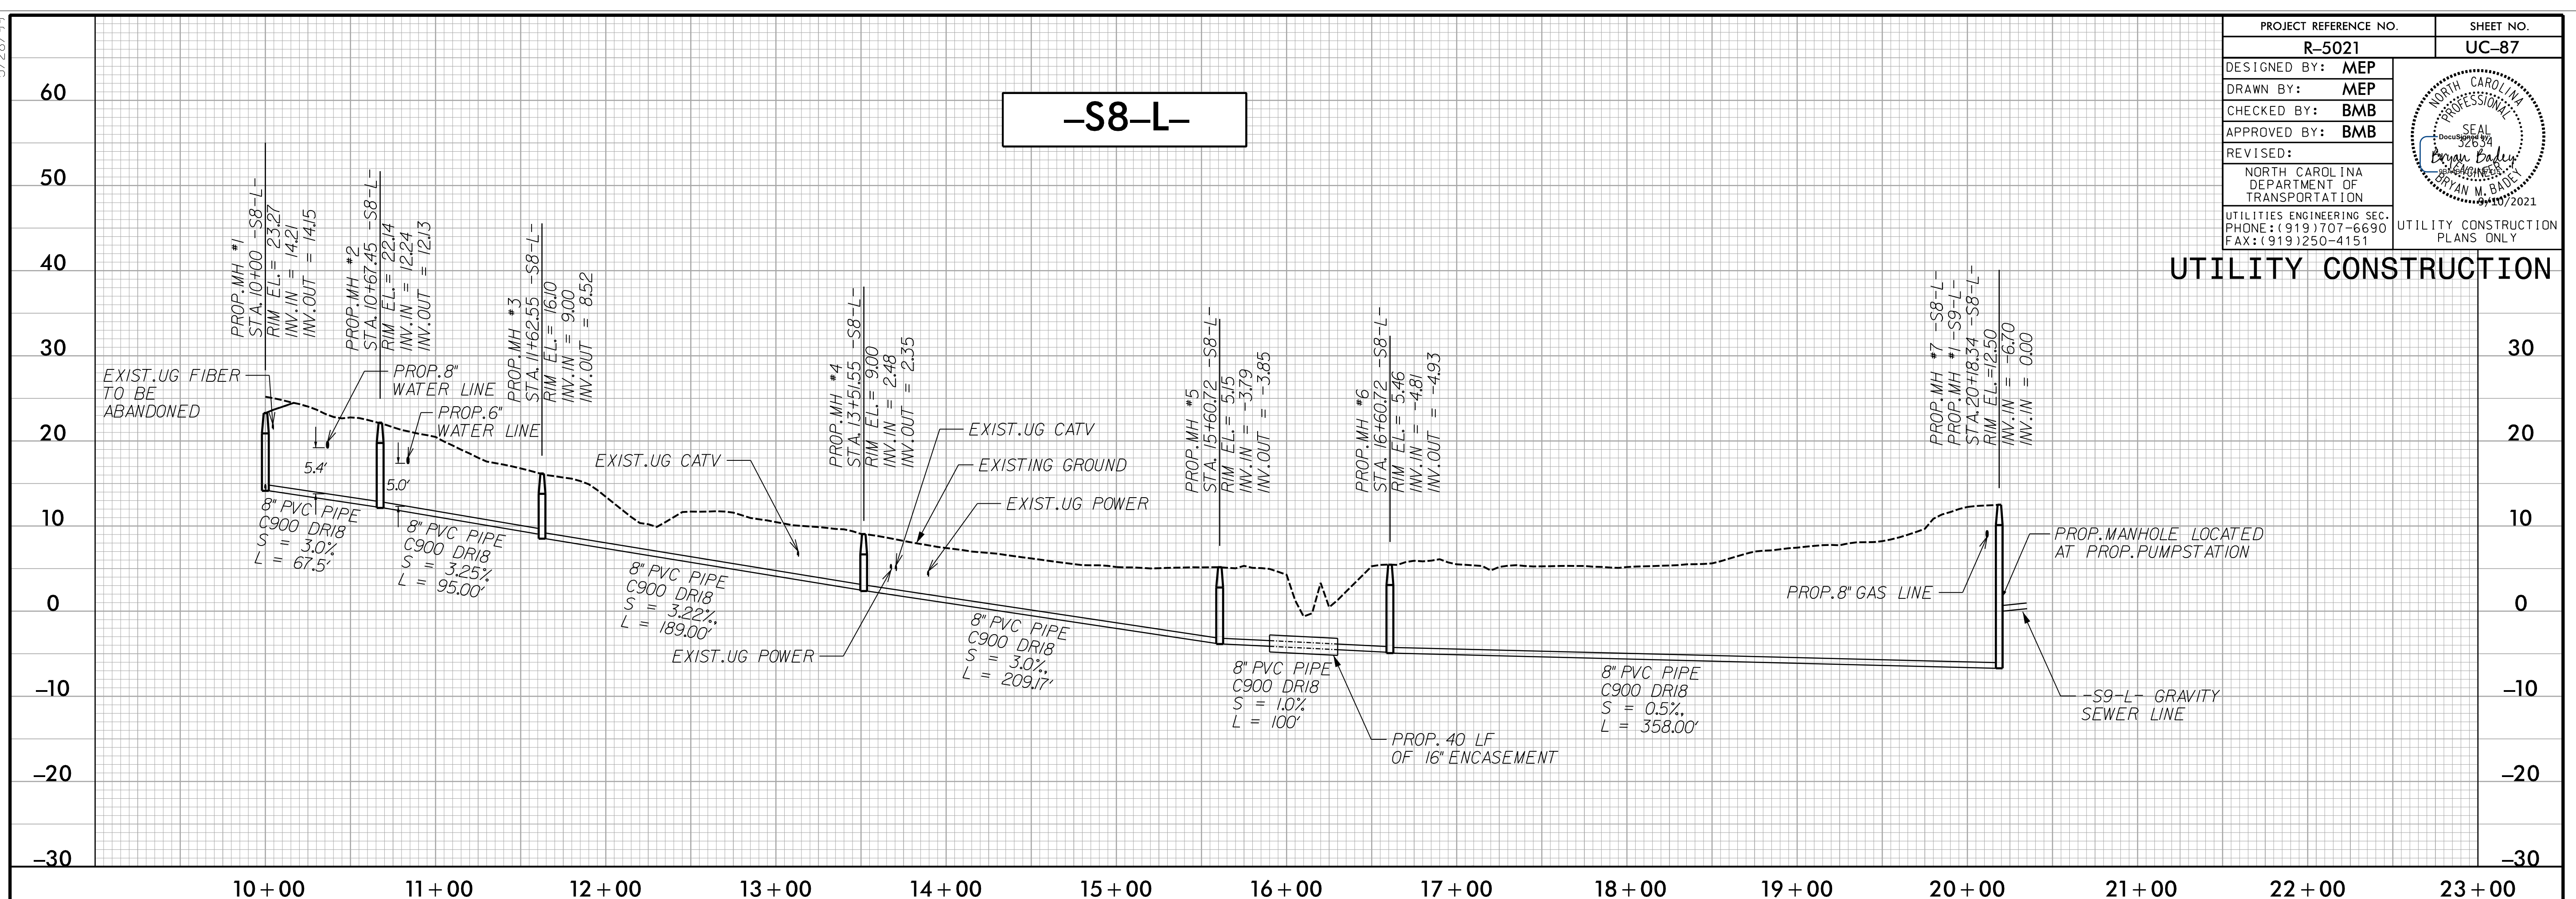 PROJECT REFERENCE NO.
SHEET NO.
R–5021
UC–87
DESIGNED BY: MEP
DRAWN BY: MEP
CHECKED BY: BMB
APPROVED BY: BMB
REVISED:
NORTH CAROLINA
DEPARTMENT OF
TRANSPORTATION
UTILITIES ENGINEERING SEC.
PHONE:(919)707-6690
FAX:(919)250-4151
NORTH CAROLINA
PROFESSIONAL
SEAL
DocuSigned by:
32634
Bryan Badey
ENGINEER
BRYAN M. BADEY
9/10/2021
UTILITY CONSTRUCTION
PLANS ONLY
UTILITY CONSTRUCTION
–S8–L–
60
50
40
30
20
10
0
–10
–20
–30
PROP.MH #1
STA.10+00 -S8-L-
RIM EL.= 23.27
INV.IN = 14.21
INV.OUT = 14.15
PROP.MH #2
STA.10+67.45 -S8-L-
RIM EL.= 22.14
INV.IN = 12.24
INV.OUT = 12.13
PROP.MH #3
STA.11+62.55 -S8-L-
RIM EL.= 16.10
INV.IN = 9.00
INV.OUT = 8.52
PROP.MH #4
STA.13+51.55 -S8-L-
RIM EL.= 9.00
INV.IN = 2.48
INV.OUT = 2.35
PROP.MH #5
STA.15+60.72 -S8-L-
RIM EL.= 5.15
INV.IN = -3.79
INV.OUT = -3.85
PROP.MH #6
STA.16+60.72 -S8-L-
RIM EL.= 5.46
INV.IN = -4.81
INV.OUT = -4.93
PROP.MH #7 -S8-L-
PROP.MH #1 -S9-L-
STA.20+18.34 -S8-L-
RIM EL.=12.50
INV.IN = -6.70
INV.IN = 0.00
EXIST.UG FIBER
TO BE
ABANDONED
PROP.8"
WATER LINE
PROP.6"
WATER LINE
5.4'
5.0'
EXIST.UG CATV
EXIST.UG CATV
EXISTING GROUND
EXIST.UG POWER
EXIST.UG POWER
8" PVC PIPE
C900 DR18
S = 3.0%
L = 67.5'
8" PVC PIPE
C900 DR18
S = 3.25%
L = 95.00'
8" PVC PIPE
C900 DR18
S = 3.22%,
L = 189.00'
8" PVC PIPE
C900 DR18
S = 3.0%,
L = 209.17'
8" PVC PIPE
C900 DR18
S = 1.0%
L = 100'
8" PVC PIPE
C900 DR18
S = 0.5%,
L = 358.00'
PROP. 40 LF
OF 16" ENCASEMENT
PROP.8" GAS LINE
PROP.MANHOLE LOCATED
AT PROP.PUMPSTATION
-S9-L- GRAVITY
SEWER LINE
30
20
10
0
–10
–20
–30
10+00
11+00
12+00
13+00
14+00
15+00
16+00
17+00
18+00
19+00
20+00
21+00
22+00
23+00